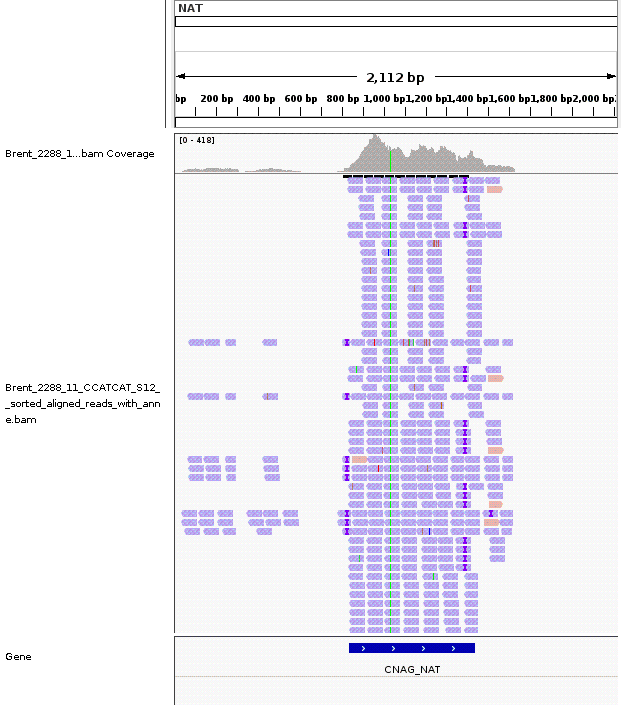 NAT
2,112 bp
bp 200 bp 400 bp 600 bp 800 bp 1,000 bp 1,200 bp 1,400 bp 1,600 bp 1,800 bp 2,000 bp
[0 - 418]
Brent_2288_1...bam Coverage
Brent_2288_11_CCATCAT_S12_
_sorted_aligned_reads_with_ann
e.bam
Gene
CNAG_NAT